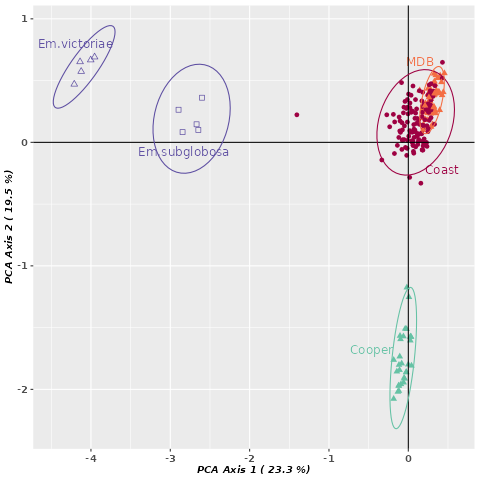 1
Em.victoriae
MDB
0
Em.subglobosa
Coast
-1
Cooper
-2
-4
-3
-2
-1
0
PCA Axis 1 ( 23.3 %)
PCA Axis 2 ( 19.5 %)